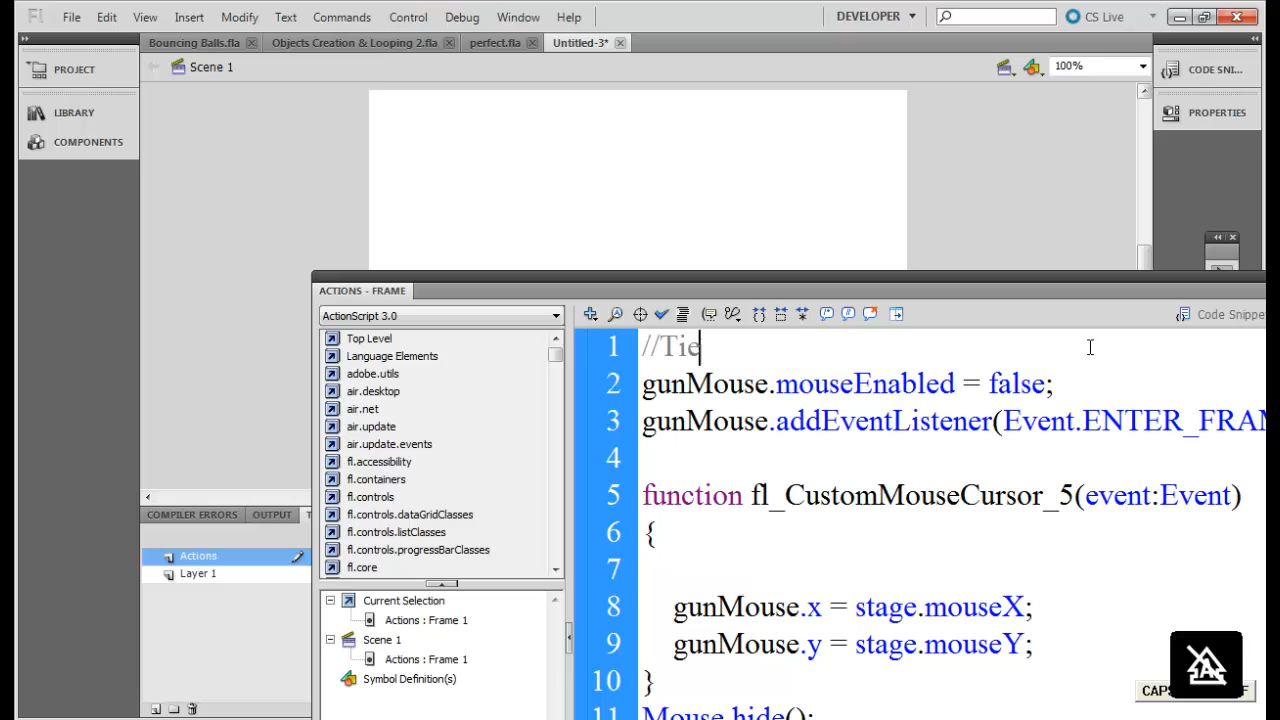 Fl File Edit View Insert Modify Text Commands Control Debug Window Help DEVELOPER CS Live
Bouncing Balls.fla Objects Creation & Looping 2.fla perfect.fla Untitled-3*
Scene 1 100%
PROJECT
LIBRARY
COMPONENTS
CODE SNI...
PROPERTIES
ACTIONS - FRAME
ActionScript 3.0
Code Snippe
Top Level
Language Elements
adobe.utils
air.desktop
air.net
air.update
air.update.events
fl.accessibility
fl.containers
fl.controls
fl.controls.dataGridClasses
fl.controls.listClasses
fl.controls.progressBarClasses
fl.core
1 //Tie
2 gunMouse.mouseEnabled = false;
3 gunMouse.addEventListener(Event.ENTER_FRAM
4
5 function fl_CustomMouseCursor_5(event:Event)
6 {
7
8 gunMouse.x = stage.mouseX;
9 gunMouse.y = stage.mouseY;
10 }
11 Mouse.hide();
COMPILER ERRORS OUTPUT T
Actions
Layer 1
Current Selection
Actions : Frame 1
Scene 1
Actions : Frame 1
Symbol Definition(s)
A
CAPS
F